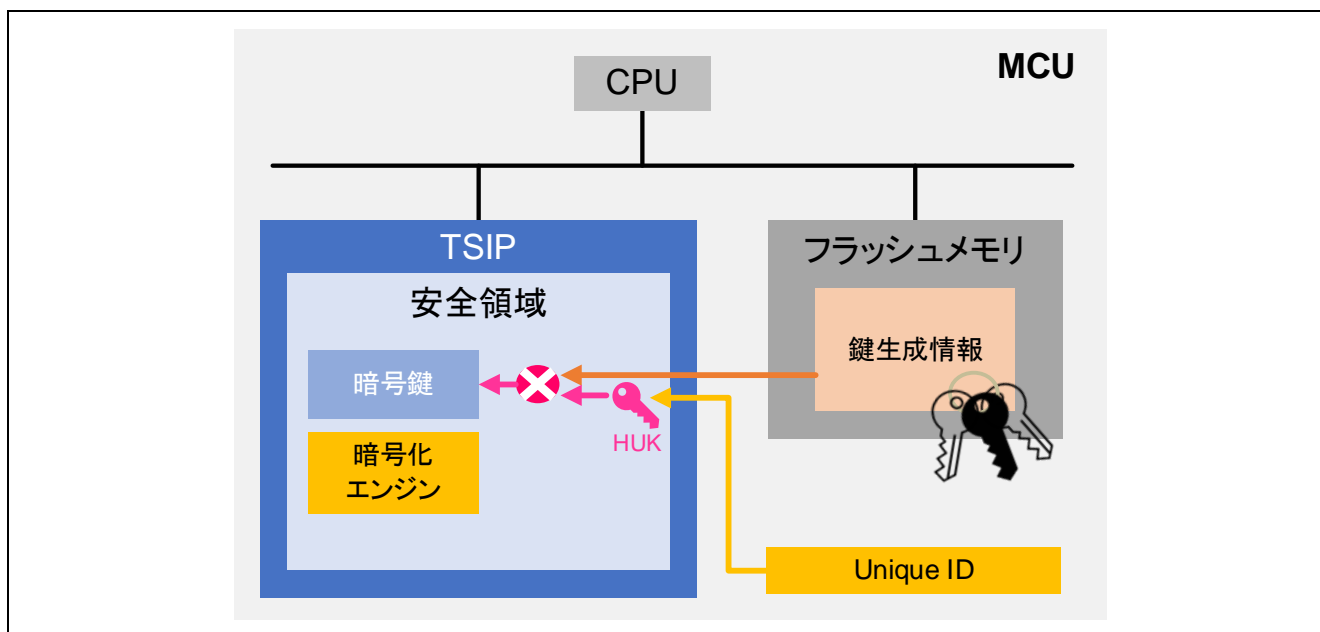 MCU
CPU
TSIP
安全領域
暗号鍵
HUK
暗号化
エンジン
フラッシュメモリ
鍵生成情報
Unique ID